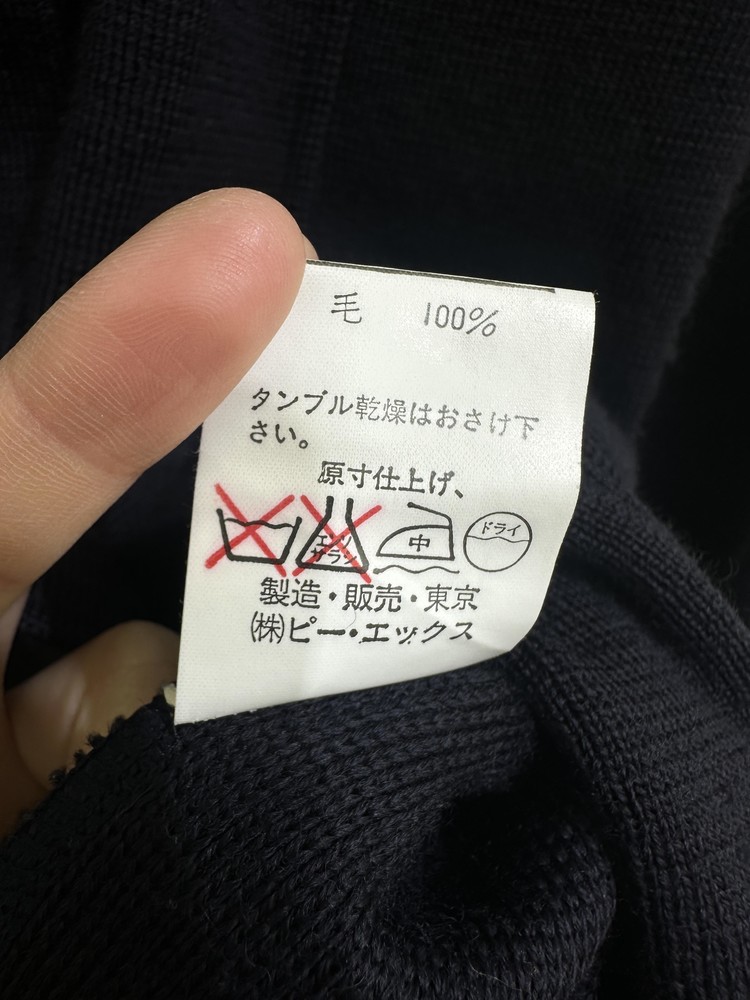 毛 100%
タンブル乾燥はおさけ下
さい。
原寸仕上げ、
エンソ
サラシ
中
ドライ
製造・販売・東京
(株)ピー・エックス